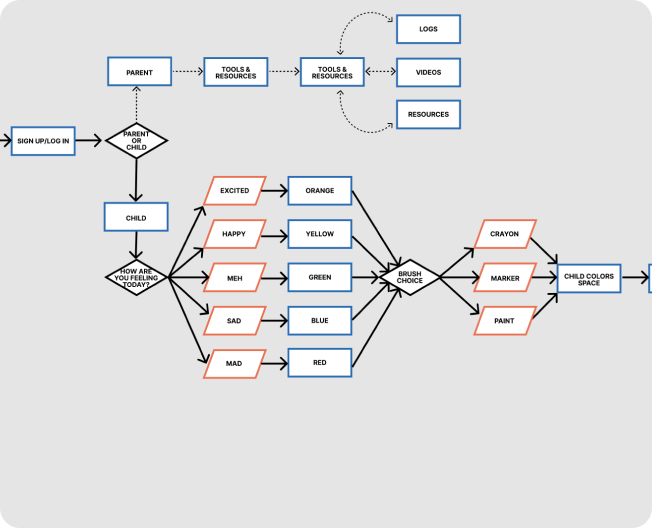 LOGS
PARENT
TOOLS &
RESOURCES
TOOLS &
RESOURCES
VIDEOS
RESOURCES
SIGN UP/LOG IN
PARENT
OR
CHILD
CHILD
HOW ARE
YOU FEELING
TODAY?
EXCITED
ORANGE
HAPPY
YELLOW
MEH
GREEN
SAD
BLUE
MAD
RED
BRUSH
CHOICE
CRAYON
MARKER
PAINT
CHILD COLORS
SPACE